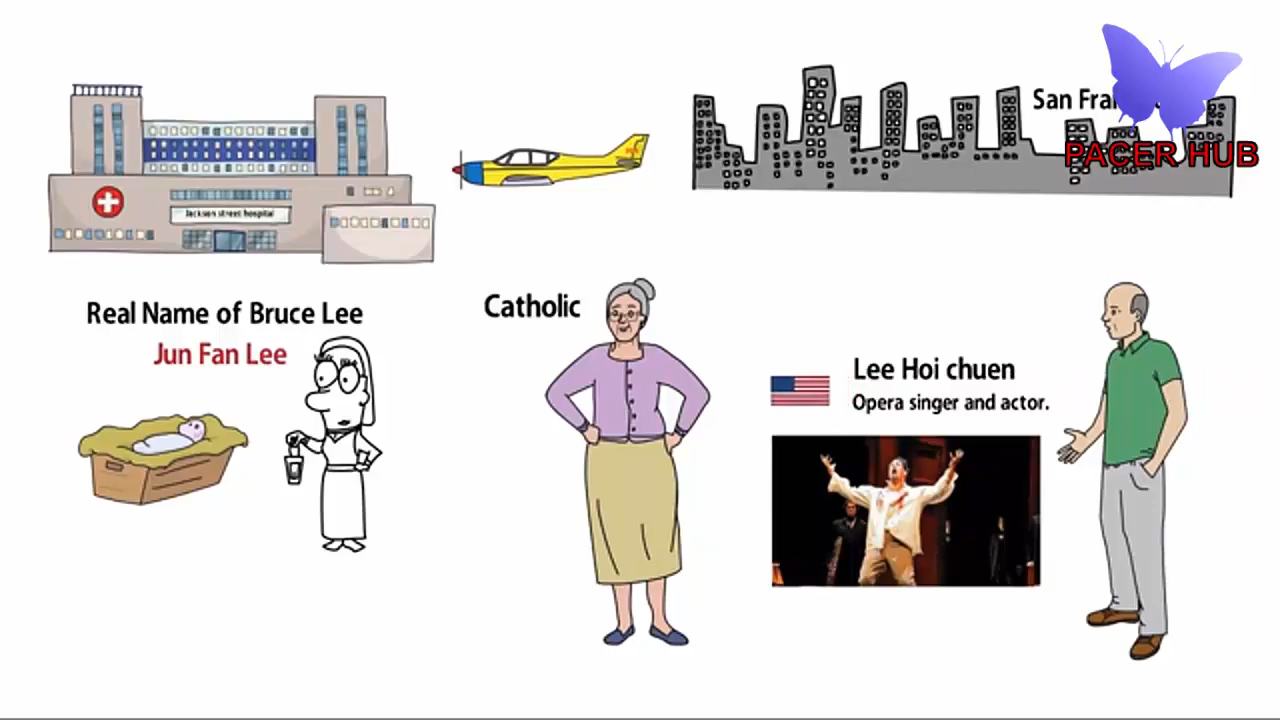 San Fra
PACER HUB
Jackson street hospital
Real Name of Bruce Lee
Jun Fan Lee
Catholic
Lee Hoi chuen
Opera singer and actor.